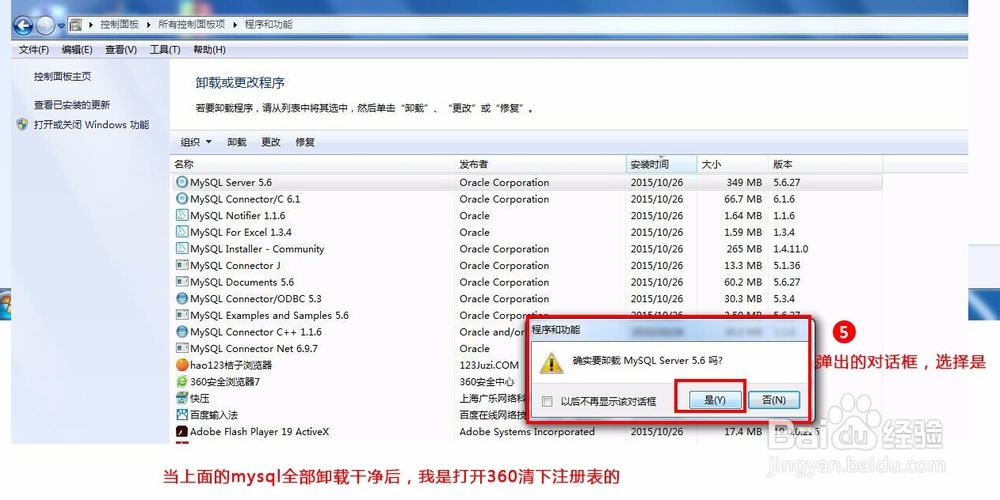 控制面板 ▸ 所有控制面板项 ▸ 程序和功能
文件(F) 编辑(E) 查看(V) 工具(T) 帮助(H)
控制面板主页
查看已安装的更新
打开或关闭 Windows 功能
卸载或更改程序
若要卸载程序，请从列表中将其选中，然后单击“卸载”、“更改”或“修复”。
组织 卸载 更改 修复
名称 发布者 安装时间 大小 版本
MySQL Server 5.6 Oracle Corporation 2015/10/26 349 MB 5.6.27
MySQL Connector/C 6.1 Oracle Corporation 2015/10/26 66.7 MB 6.1.6
MySQL Notifier 1.1.6 Oracle 2015/10/26 1.64 MB 1.1.6
MySQL For Excel 1.3.4 Oracle 2015/10/26 1.59 MB 1.3.4
MySQL Installer - Community Oracle Corporation 2015/10/26 265 MB 1.4.11.0
MySQL Connector J Oracle Corporation 2015/10/26 13.3 MB 5.1.36
MySQL Documents 5.6 Oracle Corporation 2015/10/26 60.2 MB 5.6.27
MySQL Connector/ODBC 5.3 Oracle Corporation 2015/10/26 30.3 MB 5.3.4
MySQL Examples and Samples 5.6 Oracle Corporation
MySQL Connector C++ 1.1.6 Oracle and/or
MySQL Connector Net 6.9.7 Oracle
hao123桔子浏览器 123Juzi.COM
360安全浏览器7 360安全中心
快压 上海广乐网络科
百度输入法 百度在线网络技
Adobe Flash Player 19 ActiveX Adobe Systems Incorporated 2015/10/26 17.4 MB
程序和功能
确实要卸载 MySQL Server 5.6 吗?
以后不再显示该对话框
是(Y) 否(N)
5
弹出的对话框，选择是
Baidu 经验
jingyan.baidu.com
当上面的mysql全部卸载干净后，我是打开360清下注册表的